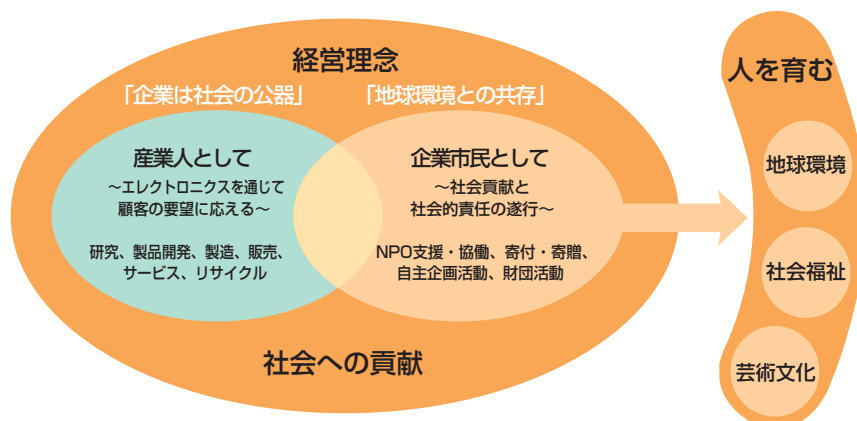 経営理念
「企業は社会の公器」
「地球環境との共存」
産業人として
〜エレクトロニクスを通じて
顧客の要望に応える〜
研究、製品開発、製造、販売、
サービス、リサイクル
企業市民として
〜社会貢献と
社会的責任の遂行〜
NPO支援・協働、寄付・寄贈、
自主企画活動、財団活動
社会への貢献
人を育む
地球環境
社会福祉
芸術文化